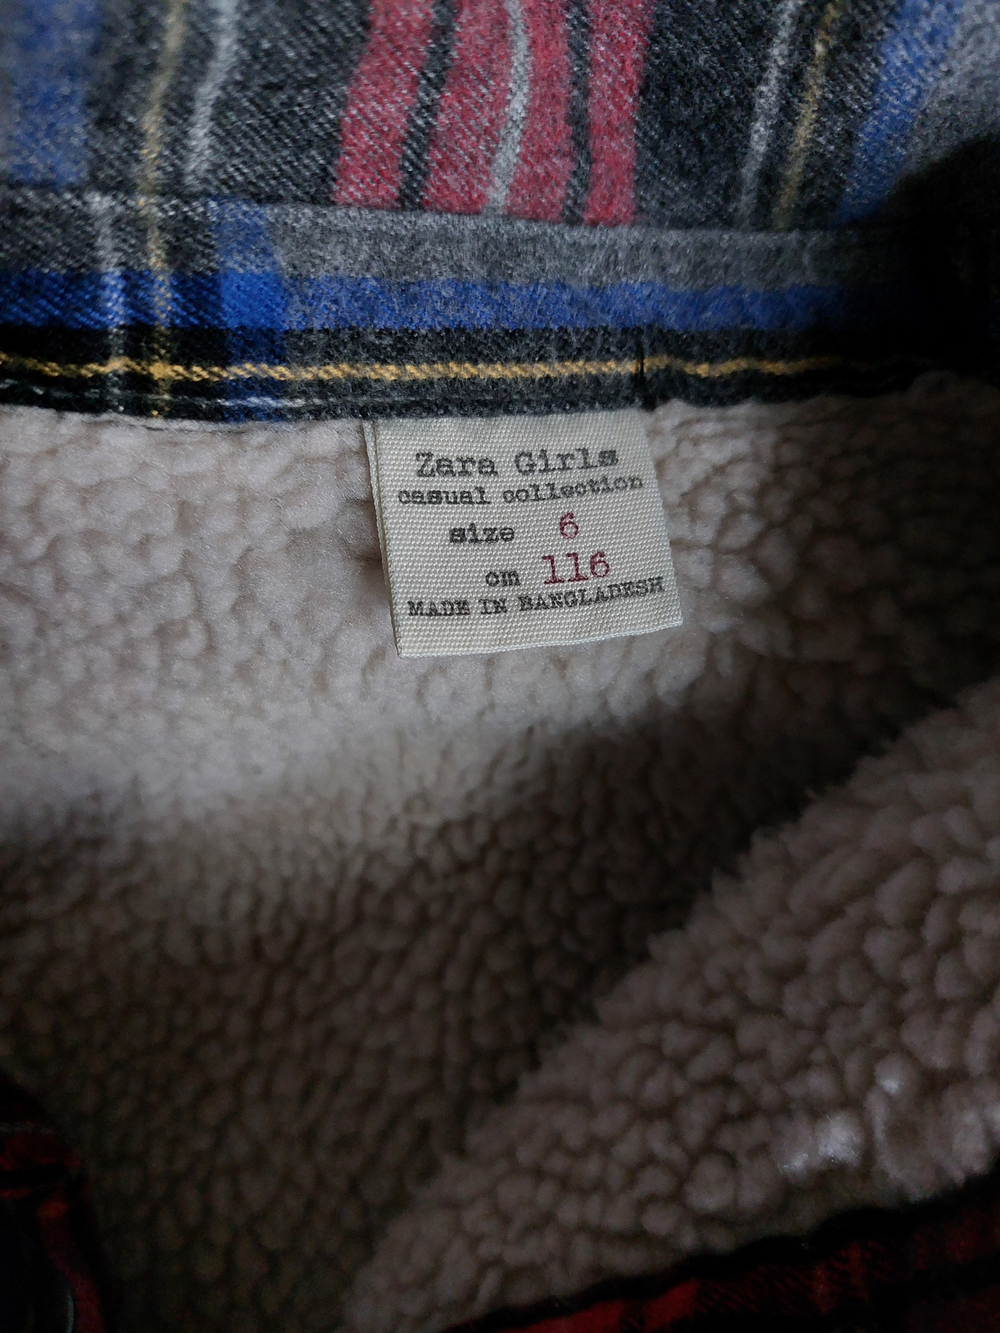 Zara Girls
casual collection
size 6
cm 116
MADE IN BANGLADESH